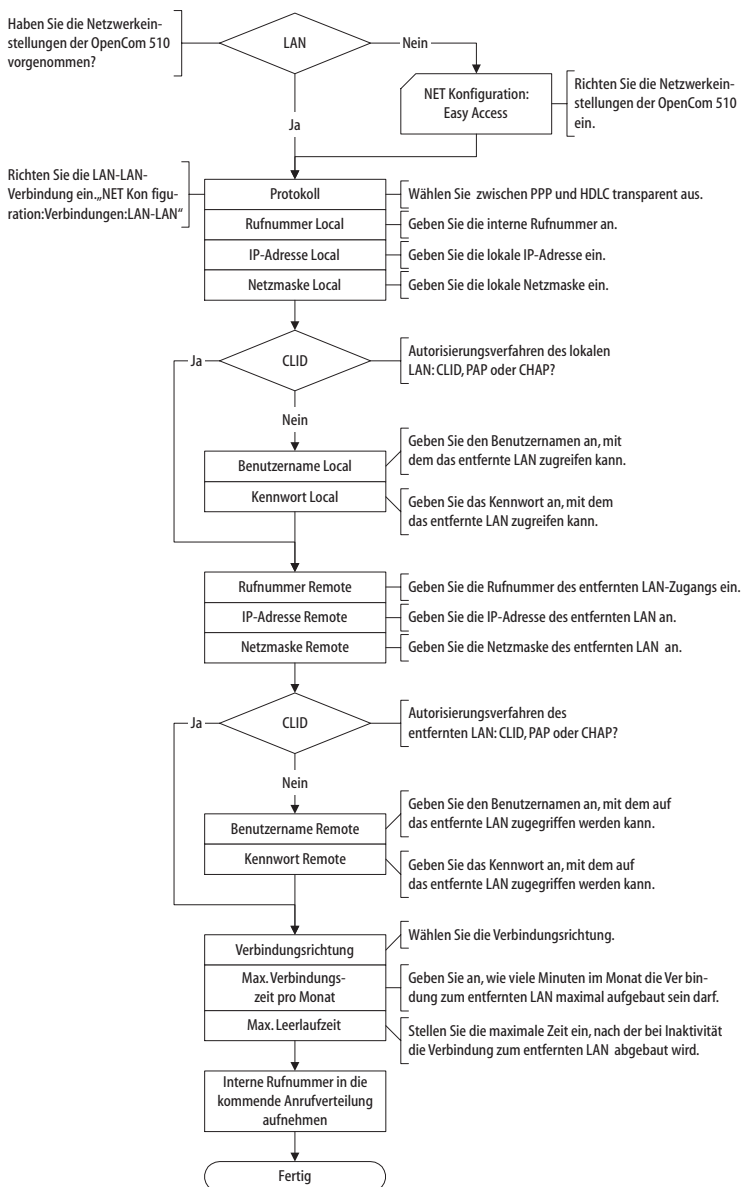 Haben Sie die Netzwerkein-
stellungen der OpenCom 510
vorgenommen?
LAN
Nein
NET Konfiguration:
Easy Access
Richten Sie die Netzwerkein-
stellungen der OpenCom 510
ein.
Ja
Richten Sie die LAN-LAN-
Verbindung ein. „NET Kon figu-
ration:Verbindungen:LAN-LAN“
Protokoll
Wählen Sie zwischen PPP und HDLC transparent aus.
Rufnummer Local
Geben Sie die interne Rufnummer an.
IP-Adresse Local
Geben Sie die lokale IP-Adresse ein.
Netzmaske Local
Geben Sie die lokale Netzmaske ein.
Ja
CLID
Autorisierungsverfahren des lokalen
LAN: CLID, PAP oder CHAP?
Nein
Benutzername Local
Geben Sie den Benutzernamen an, mit
dem das entfernte LAN zugreifen kann.
Kennwort Local
Geben Sie das Kennwort an, mit dem
das entfernte LAN zugreifen kann.
Rufnummer Remote
Geben Sie die Rufnummer des entfernten LAN-Zugangs ein.
IP-Adresse Remote
Geben Sie die IP-Adresse des entfernten LAN an.
Netzmaske Remote
Geben Sie die Netzmaske des entfernten LAN an.
Ja
CLID
Autorisierungsverfahren des
entfernten LAN: CLID, PAP oder CHAP?
Nein
Benutzername Remote
Geben Sie den Benutzernamen an, mit dem auf
das entfernte LAN zugegriffen werden kann.
Kennwort Remote
Geben Sie das Kennwort an, mit dem auf
das entfernte LAN zugegriffen werden kann.
Verbindungsrichtung
Wählen Sie die Verbindungsrichtung.
Max. Verbindungs-
zeit pro Monat
Geben Sie an, wie viele Minuten im Monat die Ver bin-
dung zum entfernten LAN maximal aufgebaut sein darf.
Max. Leerlaufzeit
Stellen Sie die maximale Zeit ein, nach der bei Inaktivität
die Verbindung zum entfernten LAN abgebaut wird.
Interne Rufnummer in die
kommende Anrufverteilung
aufnehmen
Fertig